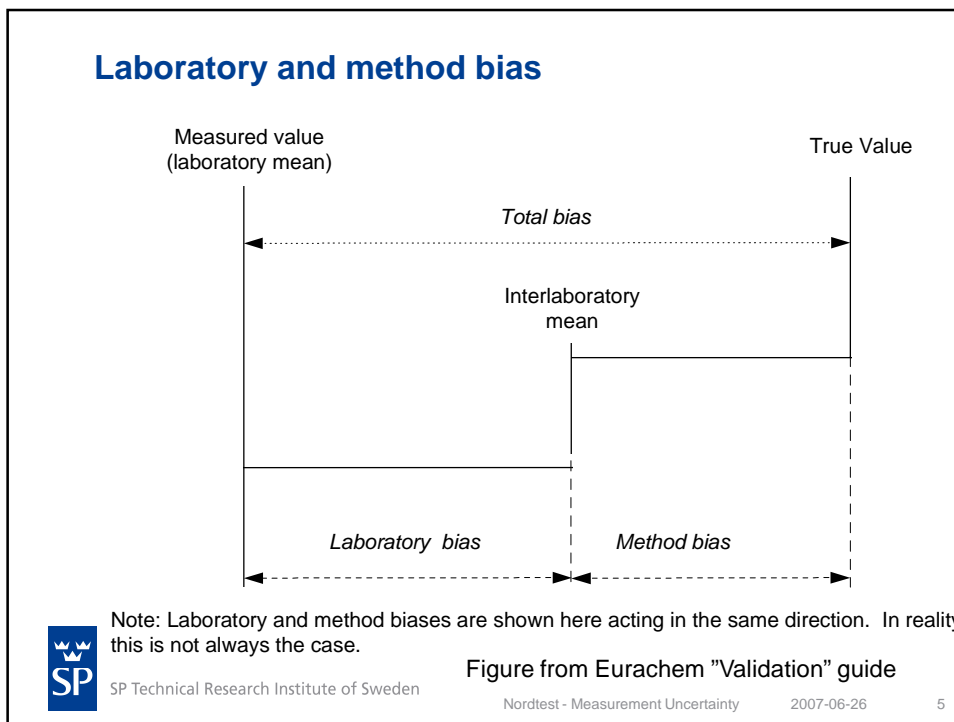 Laboratory and method bias
Measured value
(laboratory mean)
True Value
Total bias
Interlaboratory
mean
Laboratory bias
Method bias
Note: Laboratory and method biases are shown here acting in the same direction. In reality
this is not always the case.
Figure from Eurachem ”Validation” guide
SP
SP Technical Research Institute of Sweden
Nordtest - Measurement Uncertainty
2007-06-26
5